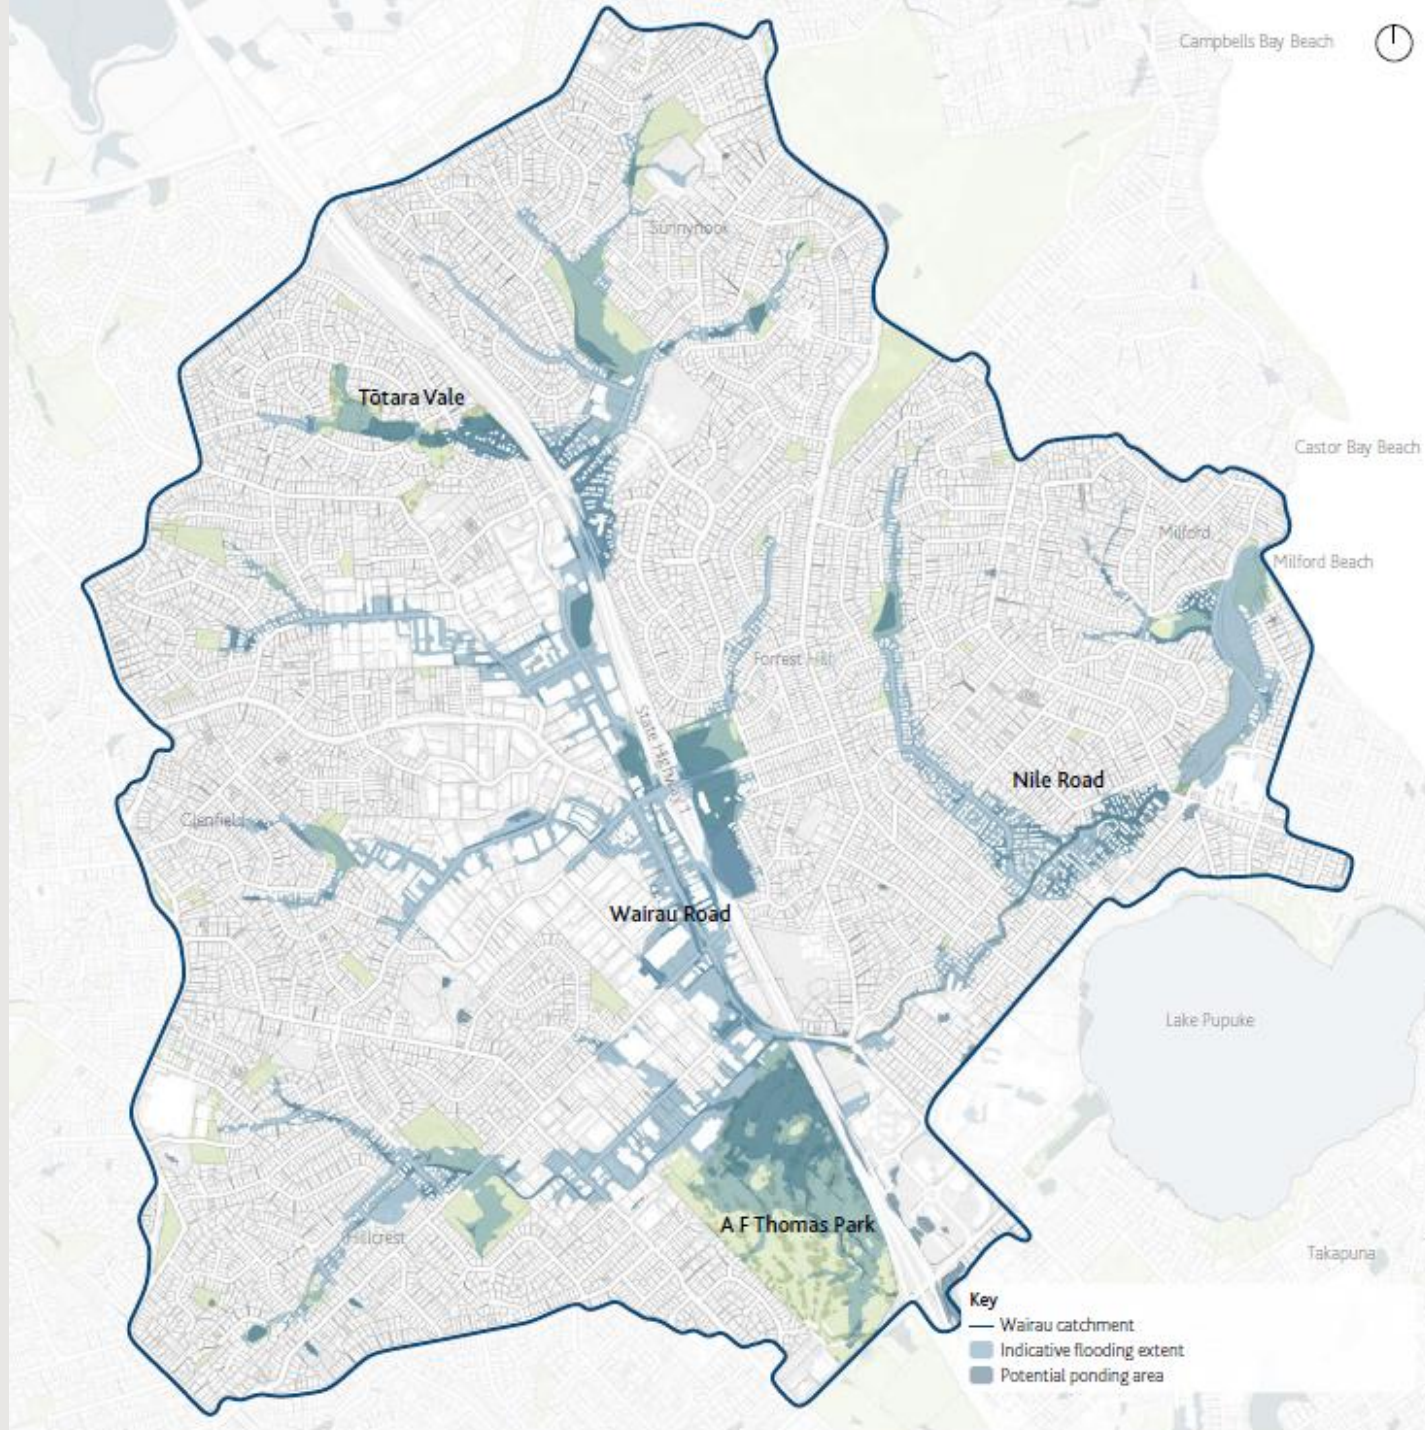 Campbells Bay Beach
Sunnynook
Tōtara Vale
Castor Bay Beach
Milford
Milford Beach
Forrest Hill
State Highway 1
Nile Road
Glenfield
Wairau Road
Lake Pupuke
A F Thomas Park
Hillcrest
Takapuna
Key
Wairau catchment
Indicative flooding extent
Potential ponding area